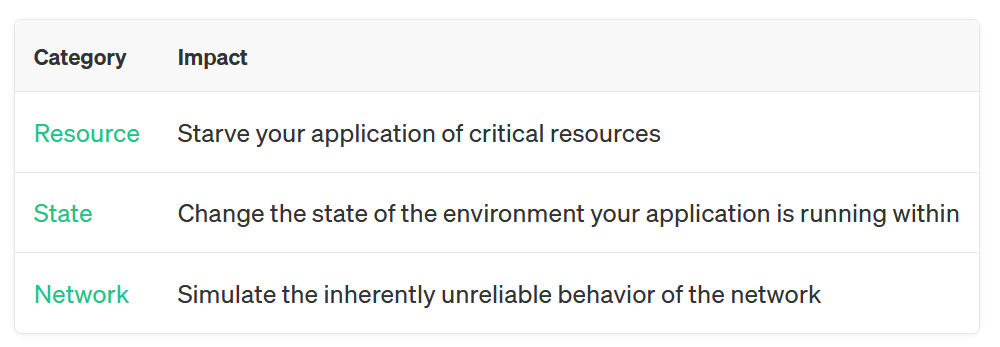 Category Impact
Resource Starve your application of critical resources
State Change the state of the environment your application is running within
Network Simulate the inherently unreliable behavior of the network